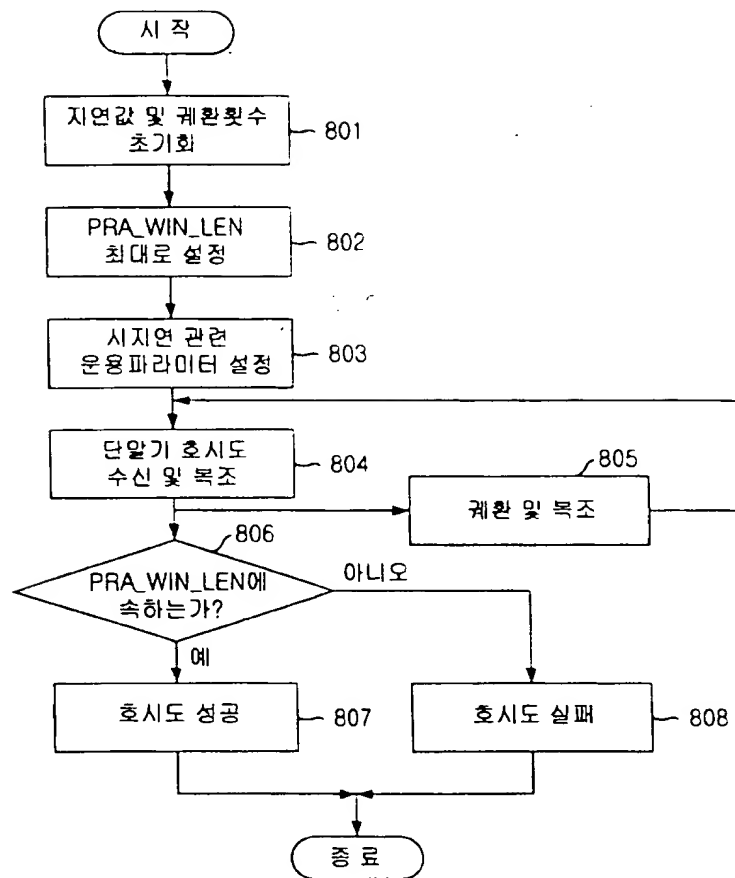 시 작
지연값 및 궤환횟수
초기화
801
PRA_WIN_LEN
최대로 설정
802
시지연 관련
운용파라미터 설정
803
단말기 호시도
수신 및 복조
804
805
궤환 및 복조
806
PRA_WIN_LEN에
속하는가?
아니오
예
호시도 성공
807
호시도 실패
808
종 료